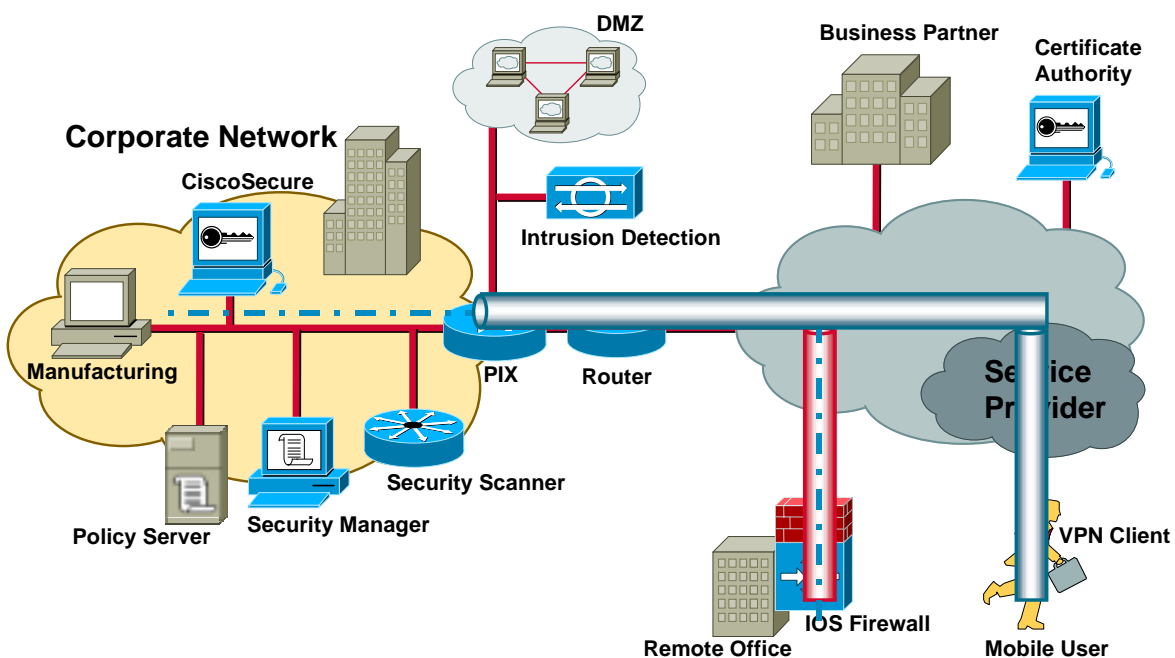 DMZ
Business Partner
Certificate
Authority
Corporate Network
CiscoSecure
Intrusion Detection
Manufacturing
PIX
Router
Service
Provider
Security Scanner
Policy Server
Security Manager
VPN Client
IOS Firewall
Remote Office
Mobile User